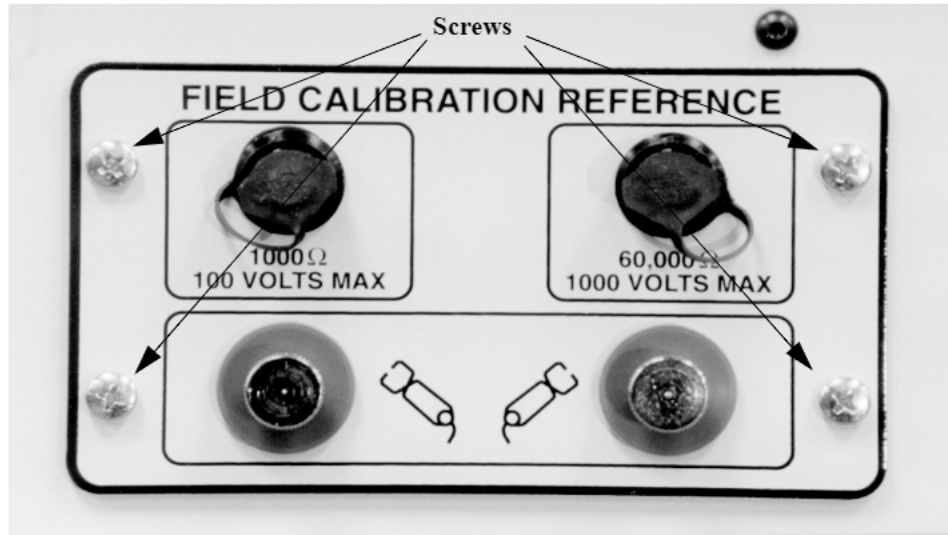 Screws
FIELD CALIBRATION REFERENCE
1000Ω
100 VOLTS MAX
60,000Ω
1000 VOLTS MAX